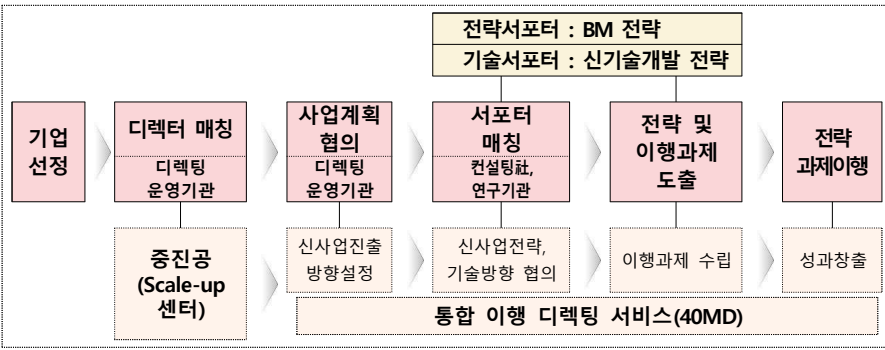 전략서포터 : BM 전략
기술서포터 : 신기술개발 전략
기업
선정
디렉터 매칭
디렉팅
운영기관
사업계획
협의
디렉팅
운영기관
서포터
매칭
컨설팅社,
연구기관
전략 및
이행과제
도출
전략
과제이행
중진공
(Scale-up
센터)
신사업진출
방향설정
신사업전략,
기술방향 협의
이행과제 수립
성과창출
통합 이행 디렉팅 서비스(40MD)